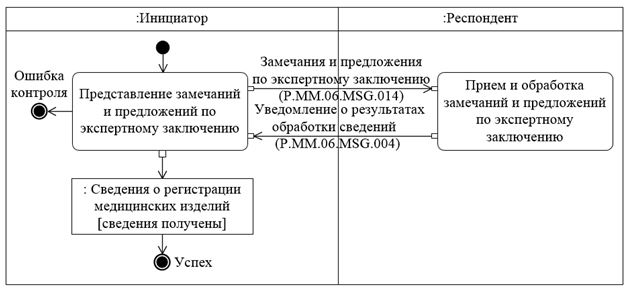 :Инициатор
:Респондент
Ошибка
контроля
Представление замечаний
и предложений по
экспертному заключению
Замечания и предложения
по экспертному заключению
(P.MM.06.MSG.014)
Уведомление о результатах
обработки сведений
(P.MM.06.MSG.004)
Прием и обработка
замечаний и предложений
по экспертному
заключению
: Сведения о регистрации
медицинских изделий
[сведения получены]
Успех